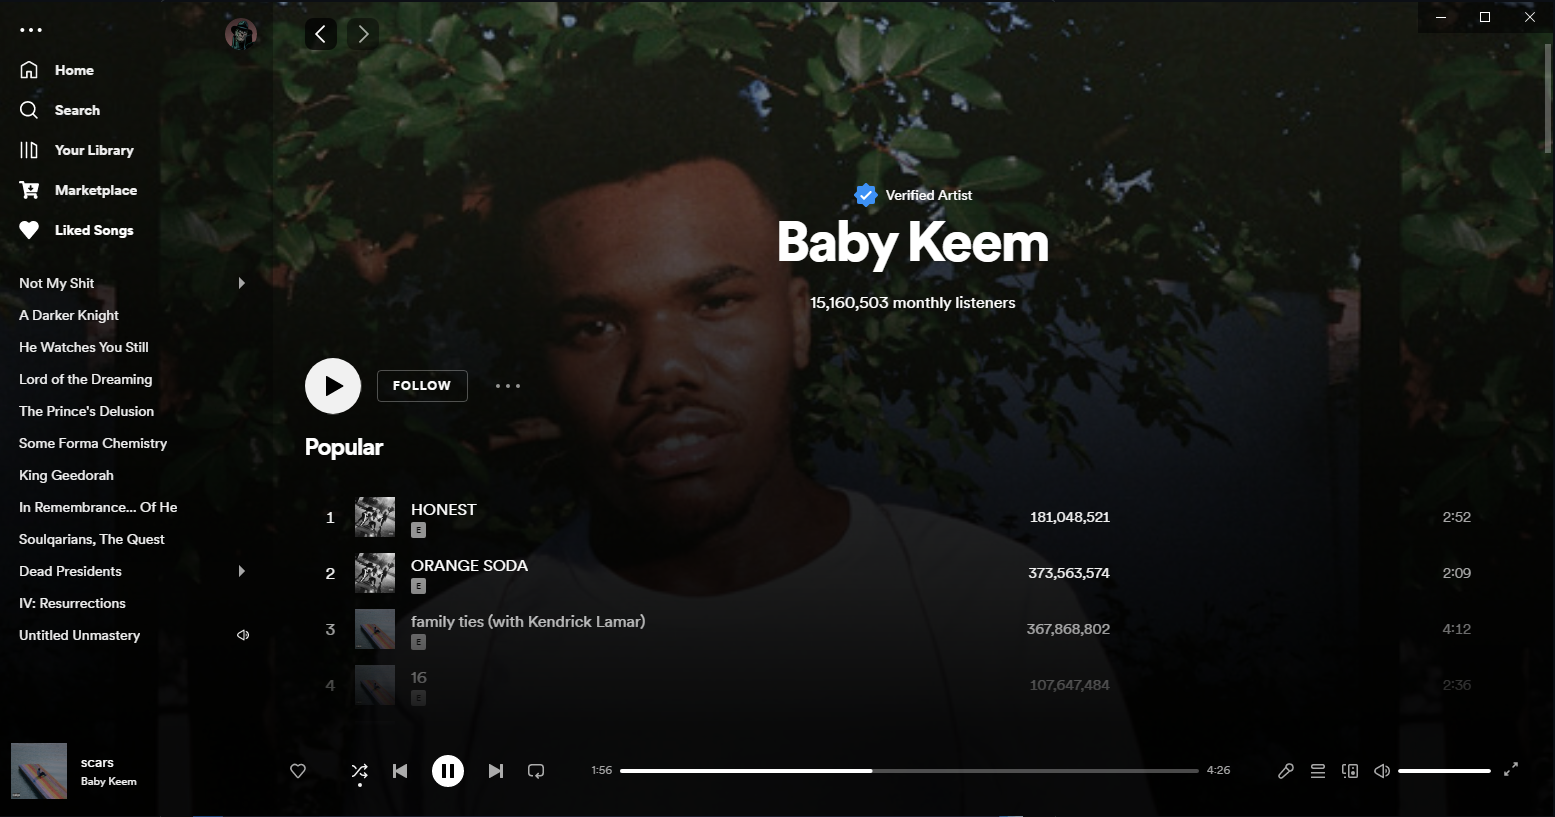 Home
Search
Your Library
Marketplace
Liked Songs
Not My Shit
A Darker Knight
He Watches You Still
Lord of the Dreaming
The Prince's Delusion
Some Forma Chemistry
King Geedorah
In Remembrance... Of He
Soulqarians, The Quest
Dead Presidents
IV: Resurrections
Untitled Unmastery
Verified Artist
Baby Keem
15,160,503 monthly listeners
FOLLOW
Popular
1 HONEST 181,048,521 2:52
E
2 ORANGE SODA 373,563,574 2:09
E
3 family ties (with Kendrick Lamar) 367,868,802 4:12
E
4 16 107,647,484 2:36
E
scars
Baby Keem
1:56 4:26